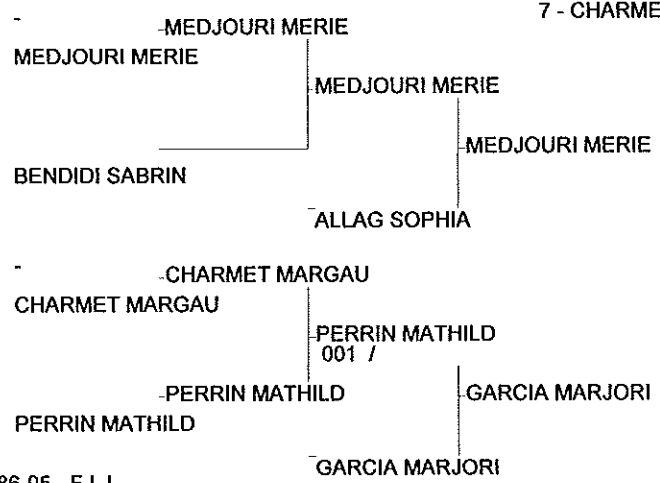 7 - CHARME
- -MEDJOURI MERIE
MEDJOURI MERIE
MEDJOURI MERIE
-MEDJOURI MERIE
BENDIDI SABRIN
ALLAG SOPHIA
- -CHARMET MARGAU
CHARMET MARGAU
PERRIN MATHILD
001 /
-PERRIN MATHILD
-GARCIA MARJORI
PERRIN MATHILD
GARCIA MARJORI